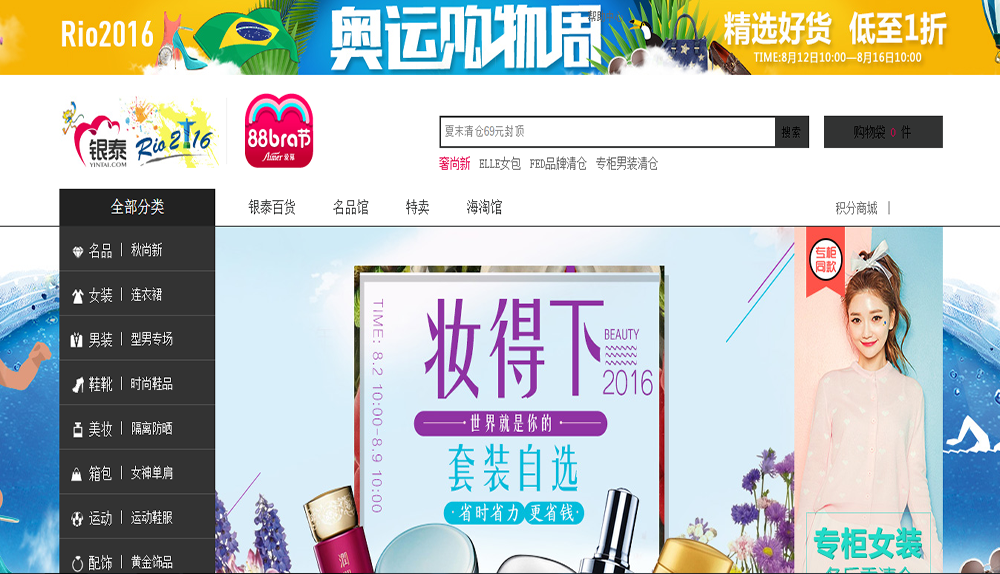 Rio2016 奥运购物周 精选好货 低至1折
TIME:8月12日10:00—8月16日10:00
银泰
YINTAI.COM
Rio 2016
88bra节
Aimer 爱慕
夏末清仓69元封顶 搜索
购物袋 0 件
奢尚新 ELLE女包 FED品牌清仓 专柜男装清仓
全部分类 银泰百货 名品馆 特卖 海淘馆 积分商城 |
名品 | 秋尚新
女装 | 连衣裙
男装 | 型男专场
鞋靴 | 时尚鞋品
美妆 | 隔离防晒
箱包 | 女神单肩
运动 | 运动鞋服
配饰 | 黄金饰品
TIME: 8.2 10:00-8.9 10:00
妆得下
BEAUTY
2016
世界就是你的
套装自选
·省时省力 更省钱·
专柜
同款
专柜女装